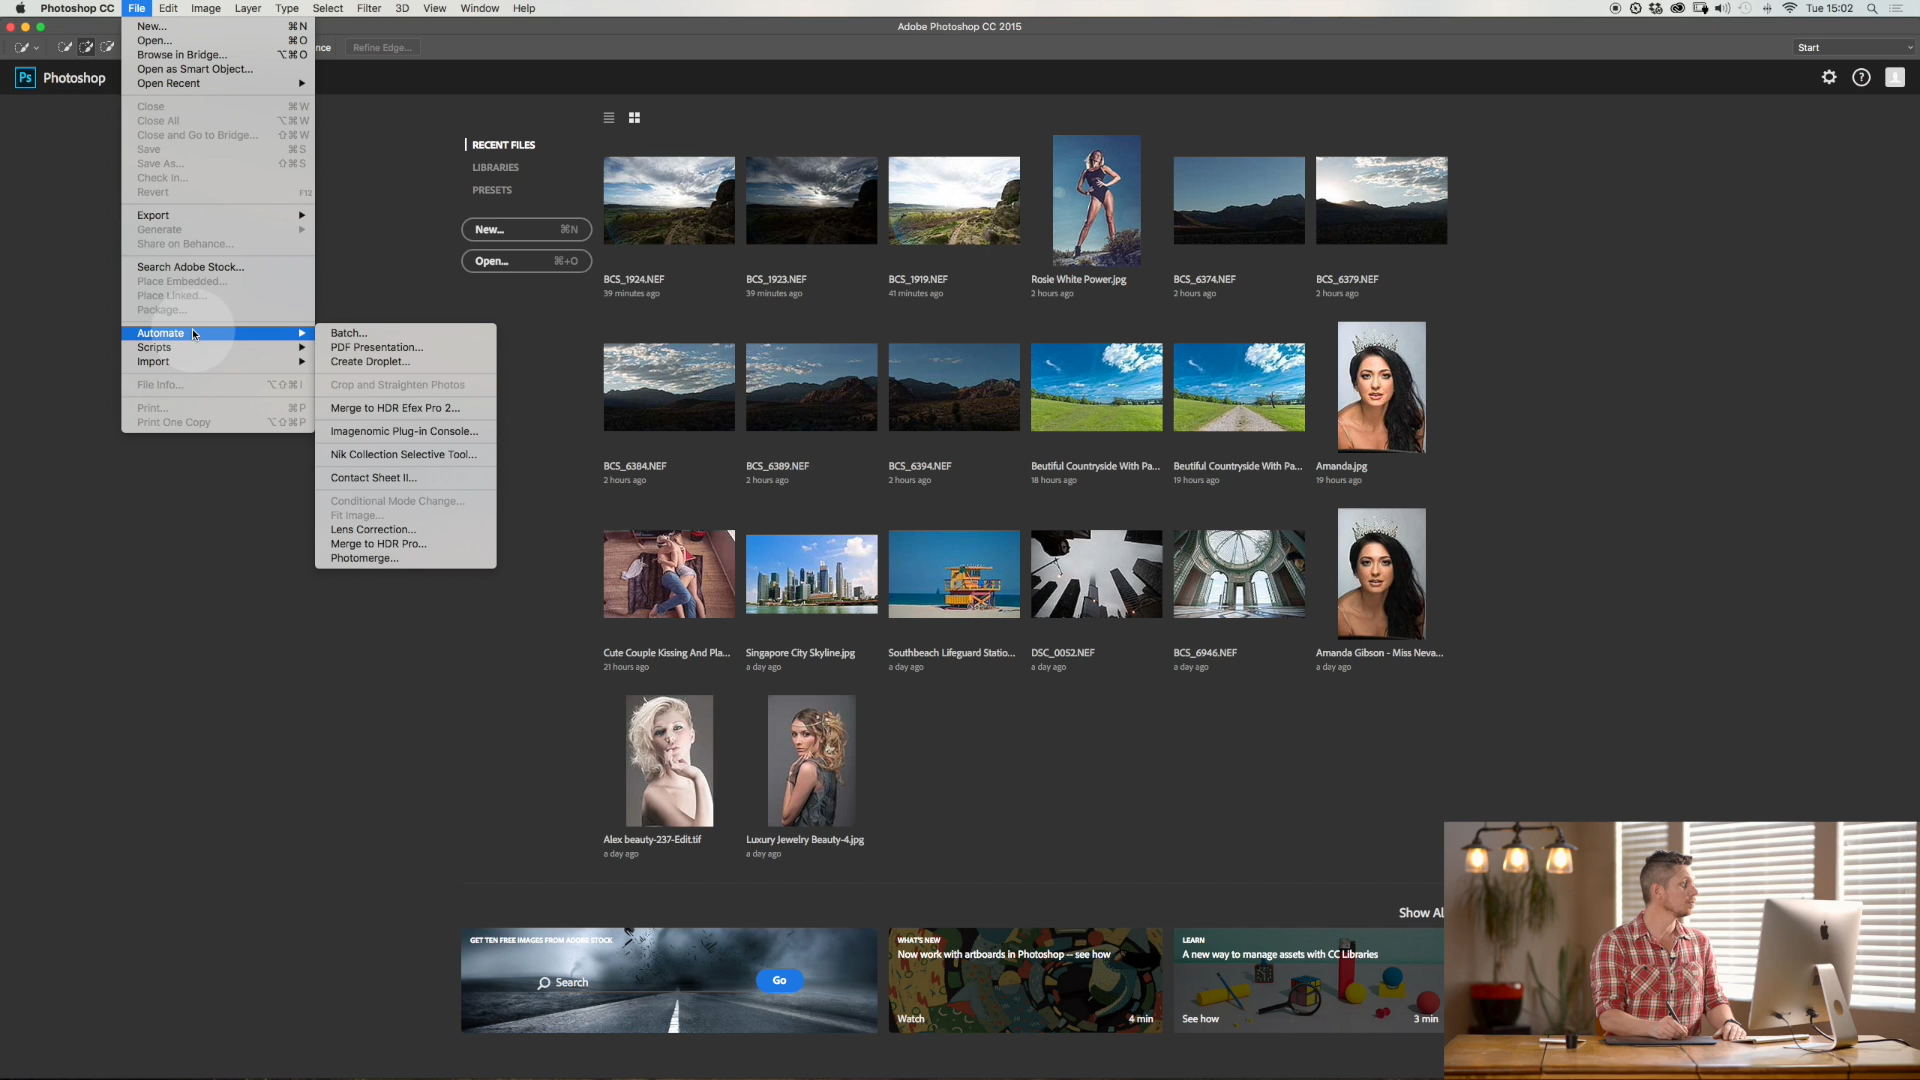 Photoshop CC File Edit Image Layer Type Select Filter 3D View Window Help Tue 15:02
Adobe Photoshop CC 2015
Refine Edge... Start
Ps Photoshop
New... ⌘N
Open... ⌘O
Browse in Bridge... ⌥⌘O
Open as Smart Object...
Open Recent
Close ⌘W
Close All ⌥⌘W
Close and Go to Bridge... ⇧⌘W
Save ⌘S
Save As... ⇧⌘S
Check In...
Revert F12
Export
Generate
Share on Behance...
Search Adobe Stock...
Place Embedded...
Place Linked...
Package...
Automate
Scripts
Import
File Info... ⌥⇧⌘I
Print... ⌘P
Print One Copy ⌥⇧⌘P
Batch...
PDF Presentation...
Create Droplet...
Crop and Straighten Photos
Merge to HDR Efex Pro 2...
Imagenomic Plug-in Console...
Nik Collection Selective Tool...
Contact Sheet II...
Conditional Mode Change...
Fit Image...
Lens Correction...
Merge to HDR Pro...
Photomerge...
RECENT FILES
LIBRARIES
PRESETS
New... ⌘N
Open... ⌘+O
BCS_1924.NEF BCS_1923.NEF BCS_1919.NEF Rosie White Power.jpg BCS_6374.NEF BCS_6379.NEF
39 minutes ago 39 minutes ago 41 minutes ago 2 hours ago 2 hours ago 2 hours ago
BCS_6384.NEF BCS_6389.NEF BCS_6394.NEF Beutiful Countryside With Pa... Beutiful Countryside With Pa... Amanda.jpg
2 hours ago 2 hours ago 2 hours ago 18 hours ago 19 hours ago 19 hours ago
Cute Couple Kissing And Pla... Singapore City Skyline.jpg Southbeach Lifeguard Statio... DSC_0052.NEF BCS_6946.NEF Amanda Gibson - Miss Neva...
21 hours ago a day ago a day ago a day ago a day ago a day ago
Alex beauty-237-Edit.tif Luxury Jewelry Beauty-4.jpg
a day ago a day ago
Show Al
GET TEN FREE IMAGES FROM ADOBE STOCK
Search Go
WHAT'S NEW
Now work with artboards in Photoshop – see how
Watch 4 min
LEARN
A new way to manage assets with CC Libraries
See how 3 min